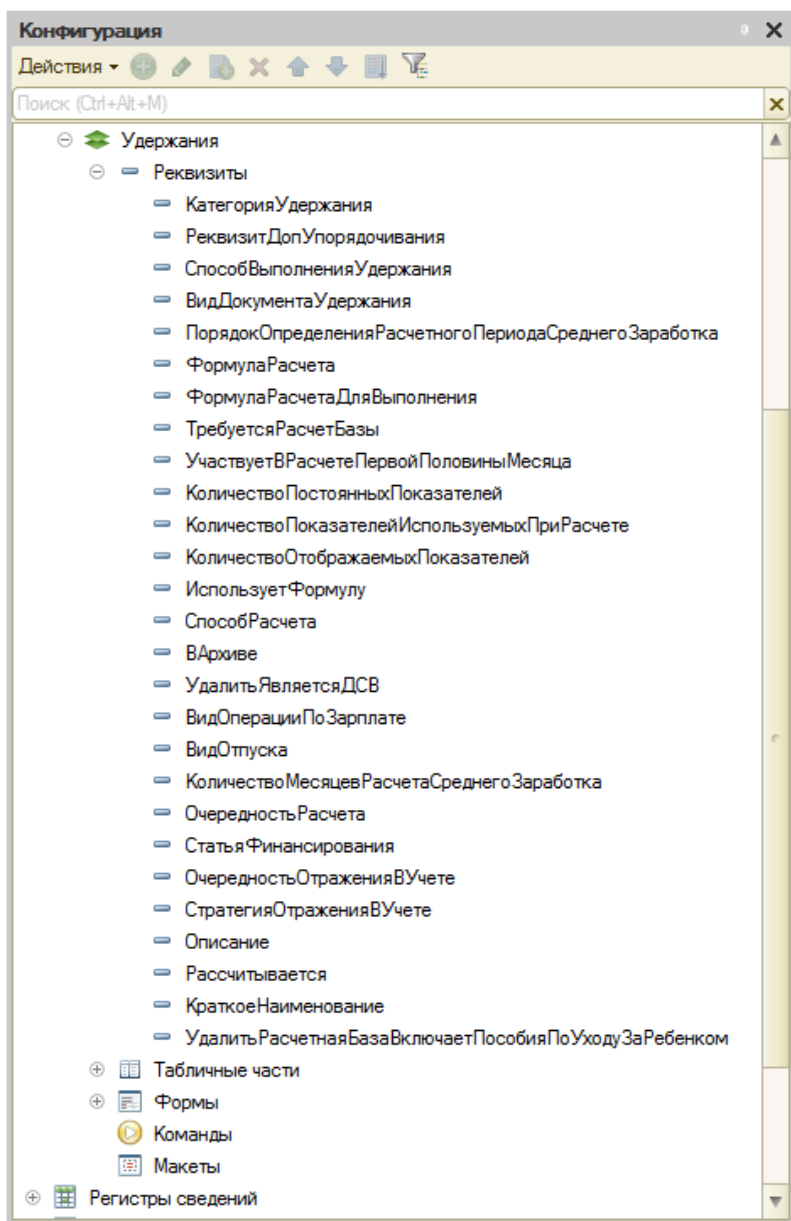 Конфигурация
Действия
Поиск (Ctrl+Alt+M)
Удержания
Реквизиты
КатегорияУдержания
РеквизитДопУпорядочивания
СпособВыполненияУдержания
ВидДокументаУдержания
ПорядокОпределенияРасчетногоПериодаСреднегоЗаработка
ФормулаРасчета
ФормулаРасчетаДляВыполнения
ТребуетсяРасчетБазы
УчаствуетВРасчетеПервойПоловиныМесяца
КоличествоПостоянныхПоказателей
КоличествоПоказателейИспользуемыхПриРасчете
КоличествоОтображаемыхПоказателей
ИспользуетФормулу
СпособРасчета
ВАрхиве
УдалитьЯвляетсяДСВ
ВидОперацииПоЗарплате
ВидОтпуска
КоличествоМесяцевРасчетаСреднегоЗаработка
ОчередностьРасчета
СтатьяФинансирования
ОчередностьОтраженияВУчете
СтратегияОтраженияВУчете
Описание
Рассчитывается
КраткоеНаименование
УдалитьРасчетнаяБазаВключаетПособияПоУходуЗаРебенком
Табличные части
Формы
Команды
Макеты
Регистры сведений